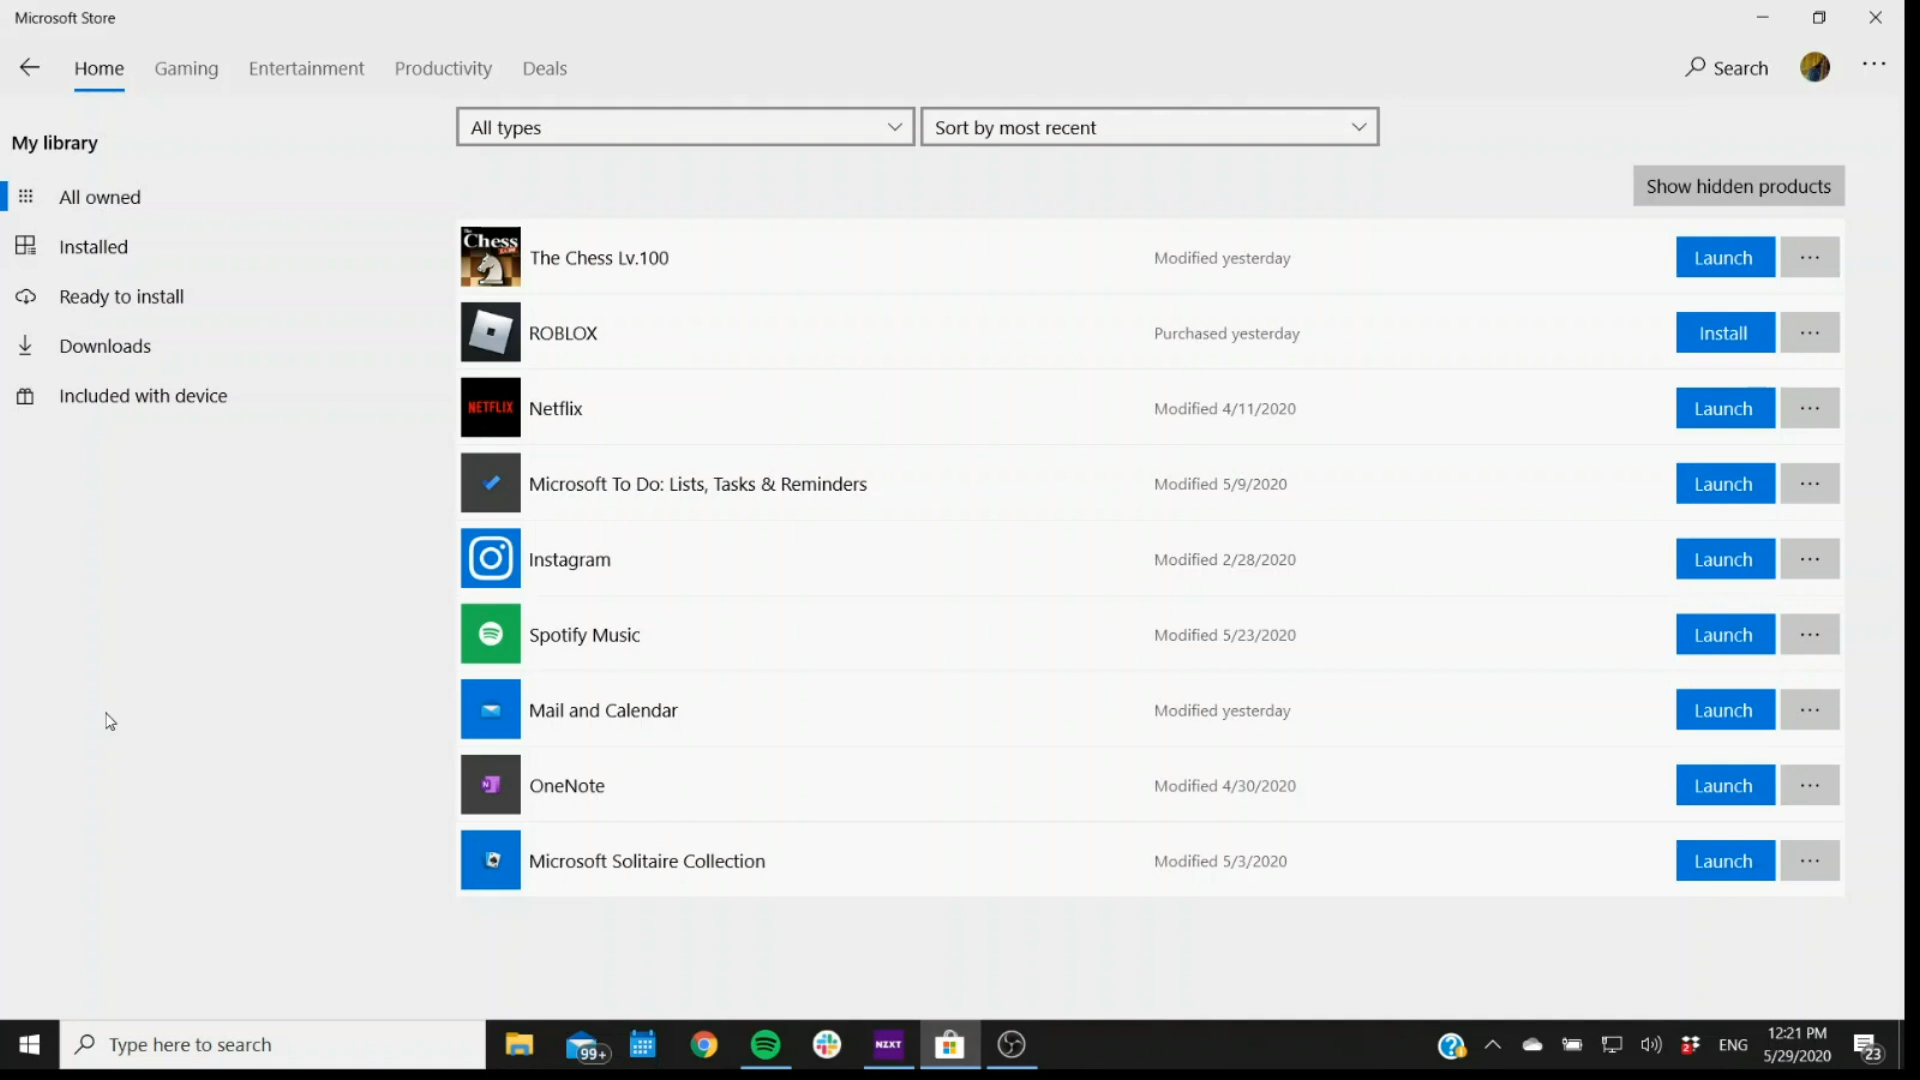 Microsoft Store
Home Gaming Entertainment Productivity Deals Search
My library
All owned
Installed
Ready to install
Downloads
Included with device
All types Sort by most recent
Show hidden products
Chess The Chess Lv.100 Modified yesterday Launch
ROBLOX Purchased yesterday Install
NETFLIX Netflix Modified 4/11/2020 Launch
Microsoft To Do: Lists, Tasks & Reminders Modified 5/9/2020 Launch
Instagram Modified 2/28/2020 Launch
Spotify Music Modified 5/23/2020 Launch
Mail and Calendar Modified yesterday Launch
N OneNote Modified 4/30/2020 Launch
Microsoft Solitaire Collection Modified 5/3/2020 Launch
Type here to search 99+ NZXT 2 ENG 12:21 PM 23
5/29/2020